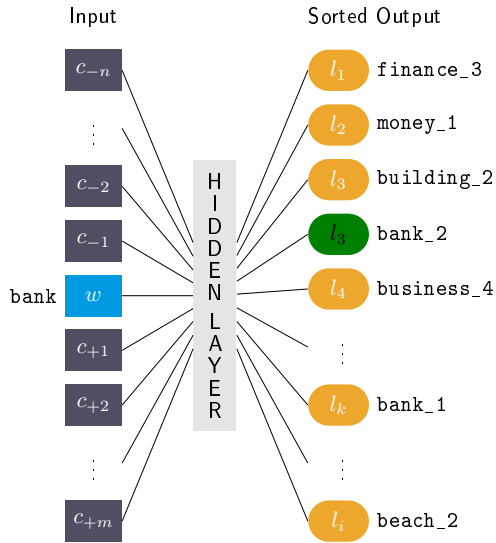 Input
Sorted Output
c₋ₙ
l₁ finance_3
⋮
l₂ money_1
c₋₂
l₃ building_2
c₋₁
l₃ bank_2
bank w
l₄ business_4
c₊₁
⋮
c₊₂
lₖ bank_1
⋮
⋮
c₊ₘ
lᵢ beach_2
HIDDEN LAYER